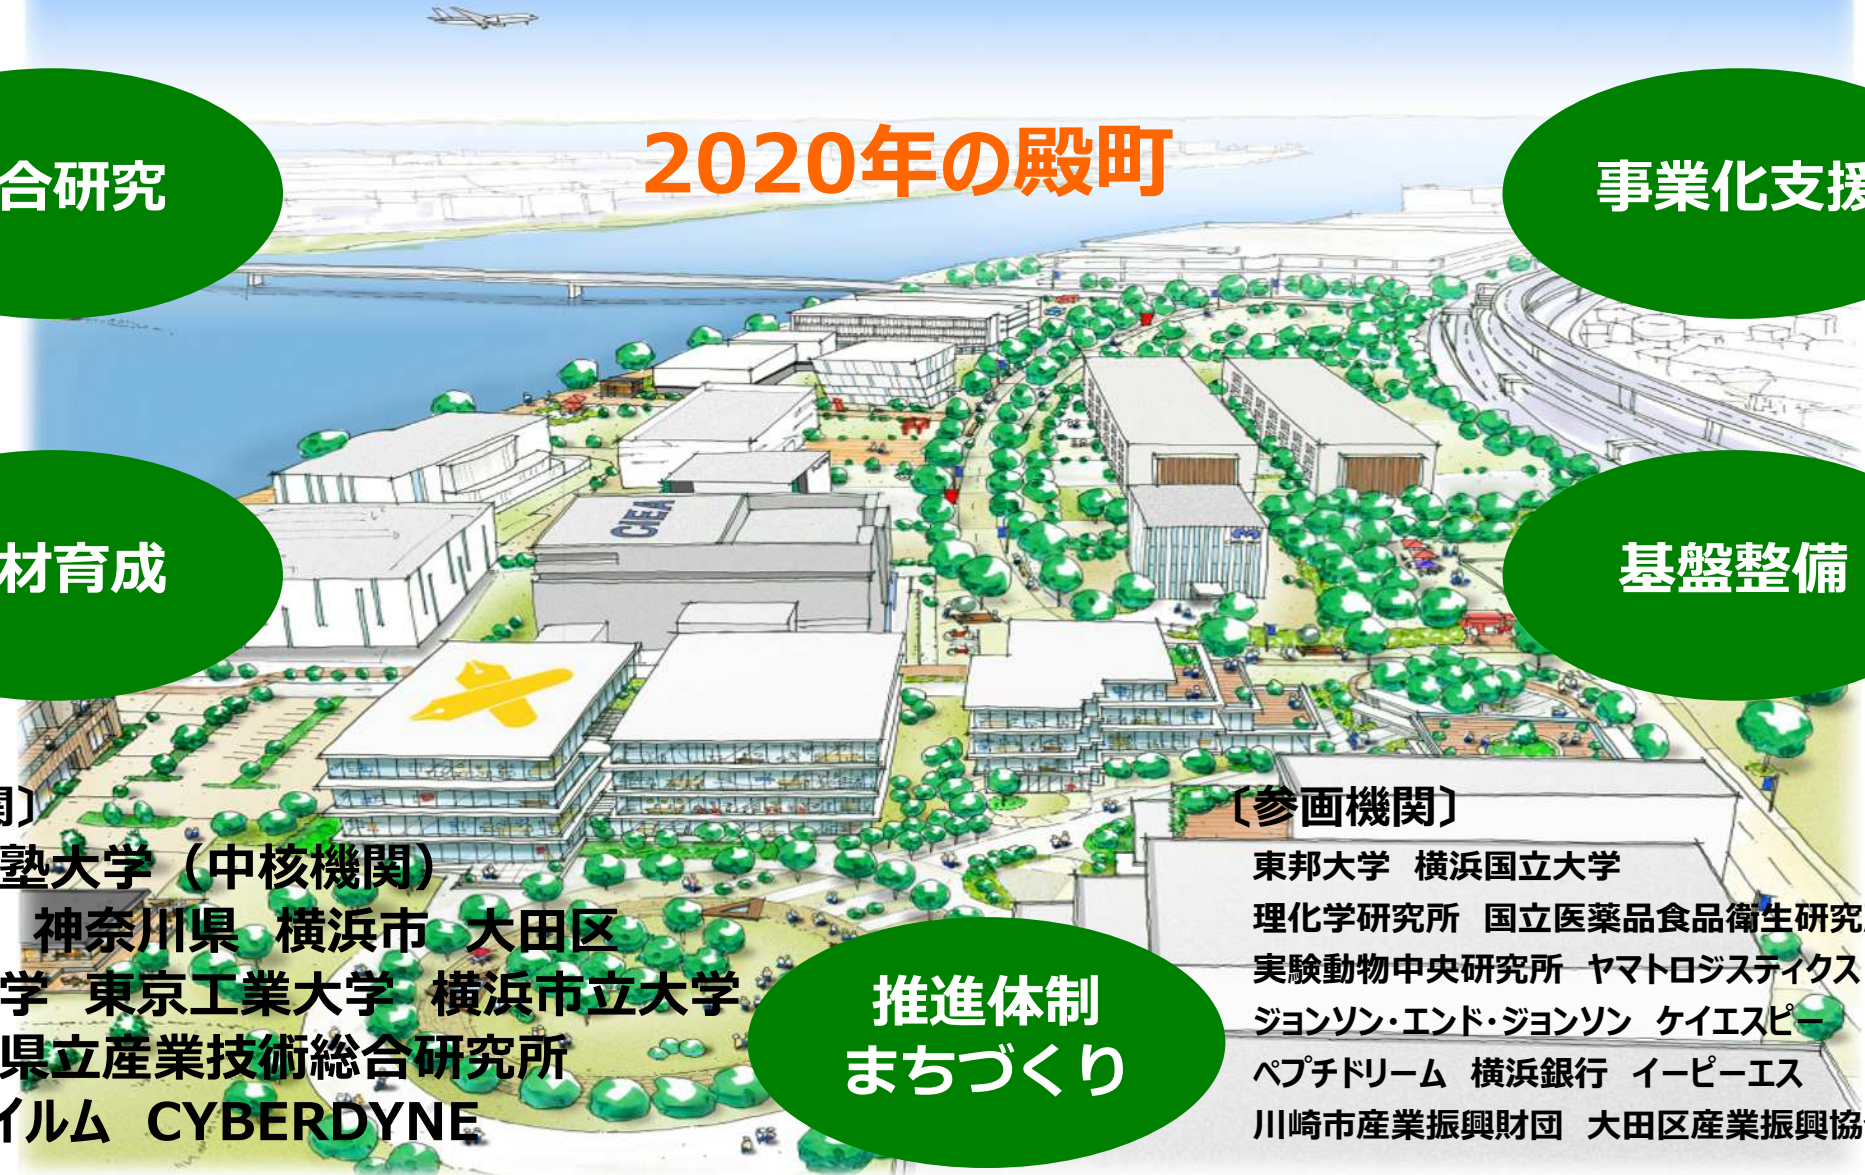 2020年の殿町
合研究
事業化支援
CIEA
材育成
基盤整備
関〕
塾大学（中核機関）
神奈川県 横浜市 大田区
学 東京工業大学 横浜市立大学
県立産業技術総合研究所
イルム CYBERDYNE
推進体制
まちづくり
〔参画機関〕
東邦大学 横浜国立大学
理化学研究所 国立医薬品食品衛生研究
実験動物中央研究所 ヤマトロジスティクス
ジョンソン・エンド・ジョンソン ケイエスピー
ペプチドリーム 横浜銀行 イーピーエス
川崎市産業振興財団 大田区産業振興協